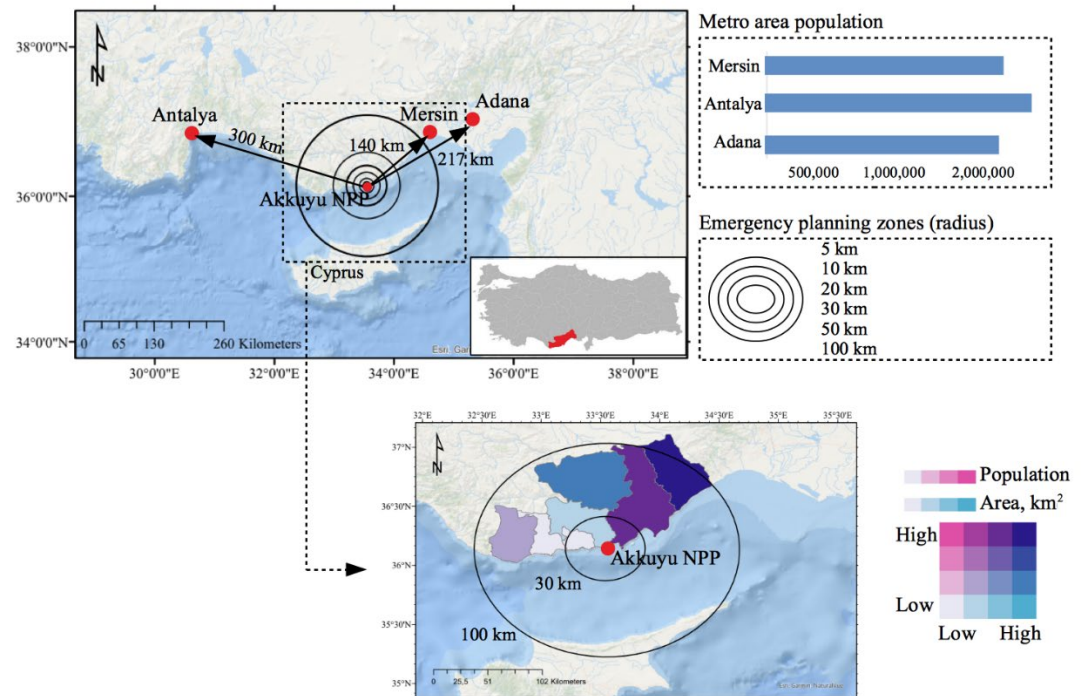 38°0'0"N
36°0'0"N
34°0'0"N
N
Antalya
Mersin
Adana
300 km
140 km
217 km
Akkuyu NPP
Cyprus
0 65 130 260 Kilometers
30°0'0"E 32°0'0"E 34°0'0"E 36°0'0"E 38°0'0"E
Metro area population
Mersin
Antalya
Adana
500,000 1,000,000 2,000,000
Emergency planning zones (radius)
5 km
10 km
20 km
30 km
50 km
100 km
32°E 32°30'E 33°E 33°30'E 34°E 34°30'E 35°E 35°30'E
37°N
36°30'N
36°N
35°30'N
35°N
N
Akkuyu NPP
30 km
100 km
0 25.5 51 102 Kilometers
Population
Area, km²
High
Low
Low High